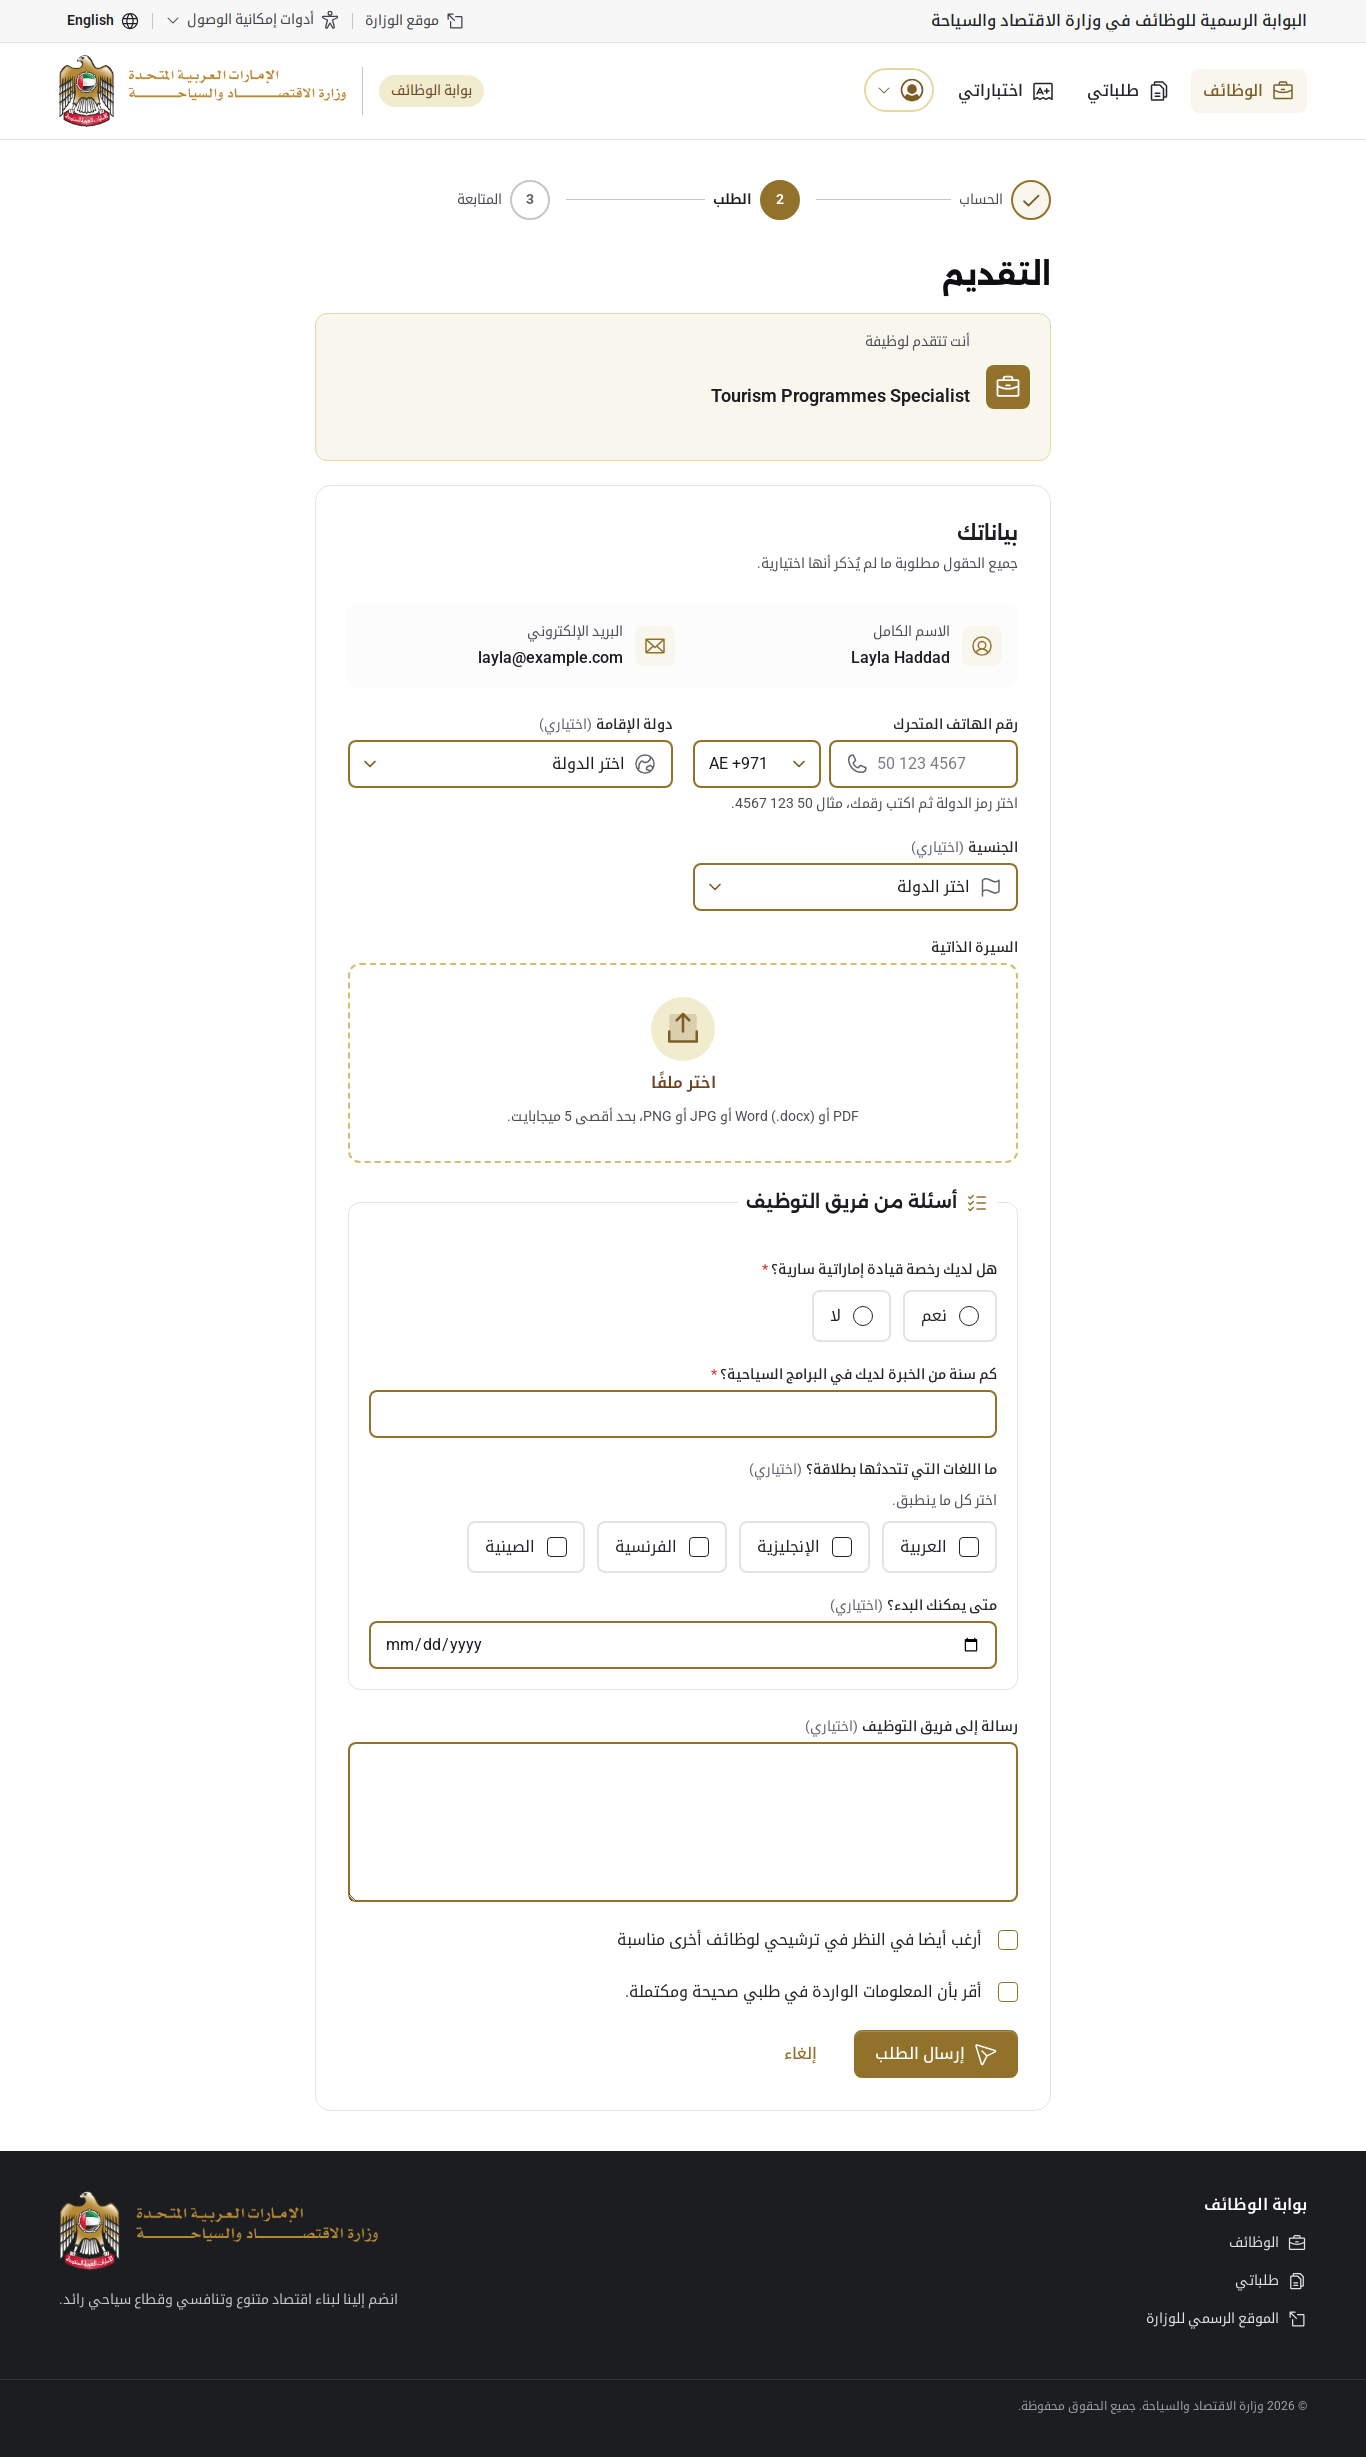 البوابة الرسمية للوظائف في وزارة الاقتصاد والسياحة
موقع الوزارة
أدوات إمكانية الوصول
English
الوظائف
طلباتي
اختباراتي
بوابة الوظائف
الإمارات العربية المتحدة
وزارة الاقتصاد والسياحة
الحساب
2
الطلب
3
المتابعة
التقديم
أنت تتقدم لوظيفة
Tourism Programmes Specialist
بياناتك
جميع الحقول مطلوبة ما لم يُذكر أنها اختيارية.
الاسم الكامل
Layla Haddad
البريد الإلكتروني
layla@example.com
رقم الهاتف المتحرك
50 123 4567
AE +971
اختر رمز الدولة ثم اكتب رقمك، مثال 50 123 4567.
دولة الإقامة (اختياري)
اختر الدولة
الجنسية (اختياري)
اختر الدولة
السيرة الذاتية
اختر ملفًا
PDF أو Word (.docx) أو JPG أو PNG، بحد أقصى 5 ميجابايت.
أسئلة من فريق التوظيف
هل لديك رخصة قيادة إماراتية سارية؟ *
نعم
لا
كم سنة من الخبرة لديك في البرامج السياحية؟ *
ما اللغات التي تتحدثها بطلاقة؟ (اختياري)
اختر كل ما ينطبق.
العربية
الإنجليزية
الفرنسية
الصينية
متى يمكنك البدء؟ (اختياري)
mm/dd/yyyy
رسالة إلى فريق التوظيف (اختياري)
أرغب أيضا في النظر في ترشيحي لوظائف أخرى مناسبة
أقر بأن المعلومات الواردة في طلبي صحيحة ومكتملة.
إرسال الطلب
إلغاء
بوابة الوظائف
الوظائف
طلباتي
الموقع الرسمي للوزارة
الإمارات العربية المتحدة
وزارة الاقتصاد والسياحة
انضم إلينا لبناء اقتصاد متنوع وتنافسي وقطاع سياحي رائد.
© 2026 وزارة الاقتصاد والسياحة. جميع الحقوق محفوظة.